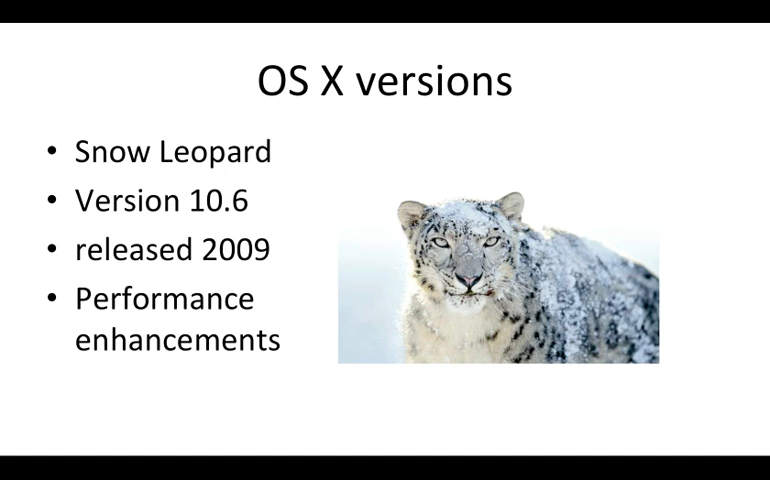 OS X versions
• Snow Leopard
• Version 10.6
• released 2009
• Performance
enhancements